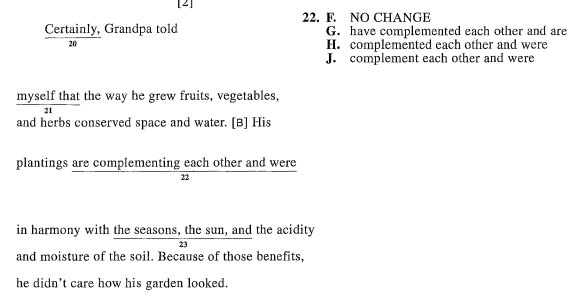 [2]
Certainly, Grandpa told
20
myself that the way he grew fruits, vegetables,
21
and herbs conserved space and water. [B] His
plantings are complementing each other and were
22
in harmony with the seasons, the sun, and the acidity
23
and moisture of the soil. Because of those benefits,
he didn't care how his garden looked.
22. F. NO CHANGE
G. have complemented each other and are
H. complemented each other and were
J. complement each other and were